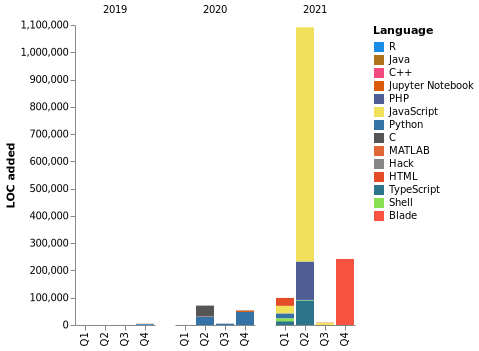 2019 2020 2021
LOC added
1,100,000
1,000,000
900,000
800,000
700,000
600,000
500,000
400,000
300,000
200,000
100,000
0
Q1 Q2 Q3 Q4 Q1 Q2 Q3 Q4 Q1 Q2 Q3 Q4
Language
R
Java
C++
Jupyter Notebook
PHP
JavaScript
Python
C
MATLAB
Hack
HTML
TypeScript
Shell
Blade